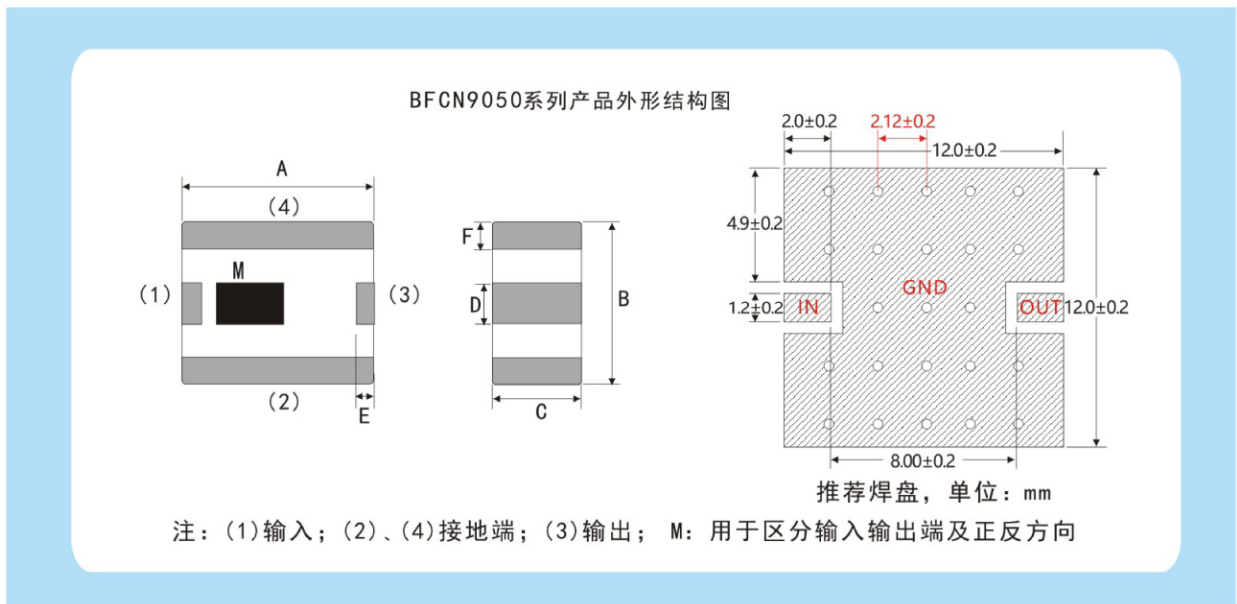 BFCN9050系列产品外形结构图
A
(4)
M
(1)
(3)
(2)
E
F
D
B
C
2.0±0.2
2.12±0.2
12.0±0.2
4.9±0.2
GND
1.2±0.2
IN
OUT
12.0±0.2
8.00±0.2
推荐焊盘，单位：mm
注：(1)输入；(2)、(4)接地端；(3)输出； M：用于区分输入输出端及正反方向